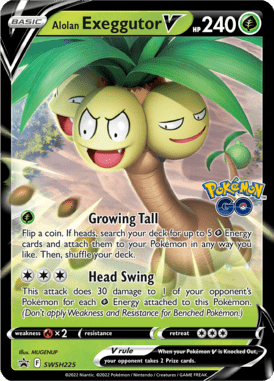 BASIC
Alolan Exeggutor V HP 240
Pokémon
GO
Growing Tall
Flip a coin. If heads, search your deck for up to 5 Energy
cards and attach them to your Pokémon in any way you
like. Then, shuffle your deck.
Head Swing
This attack does 30 damage to 1 of your opponent's
Pokémon for each Energy attached to this Pokémon.
(Don't apply Weakness and Resistance for Benched Pokémon.)
weakness ×2 resistance retreat
Illus. MUGENUP
V rule When your Pokémon V is Knocked Out,
your opponent takes 2 Prize cards.
F SWSH225
©2022 Niantic, Inc. ©2022 Pokémon / Nintendo / Creatures / GAME FREAK